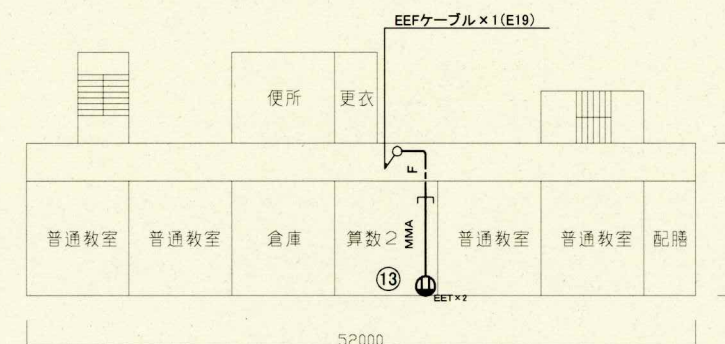 EEFケーブル×1(E19)
便所
更衣
F
普通教室
普通教室
倉庫
算数2
MMA
普通教室
普通教室
配膳
13
EET×2
52000